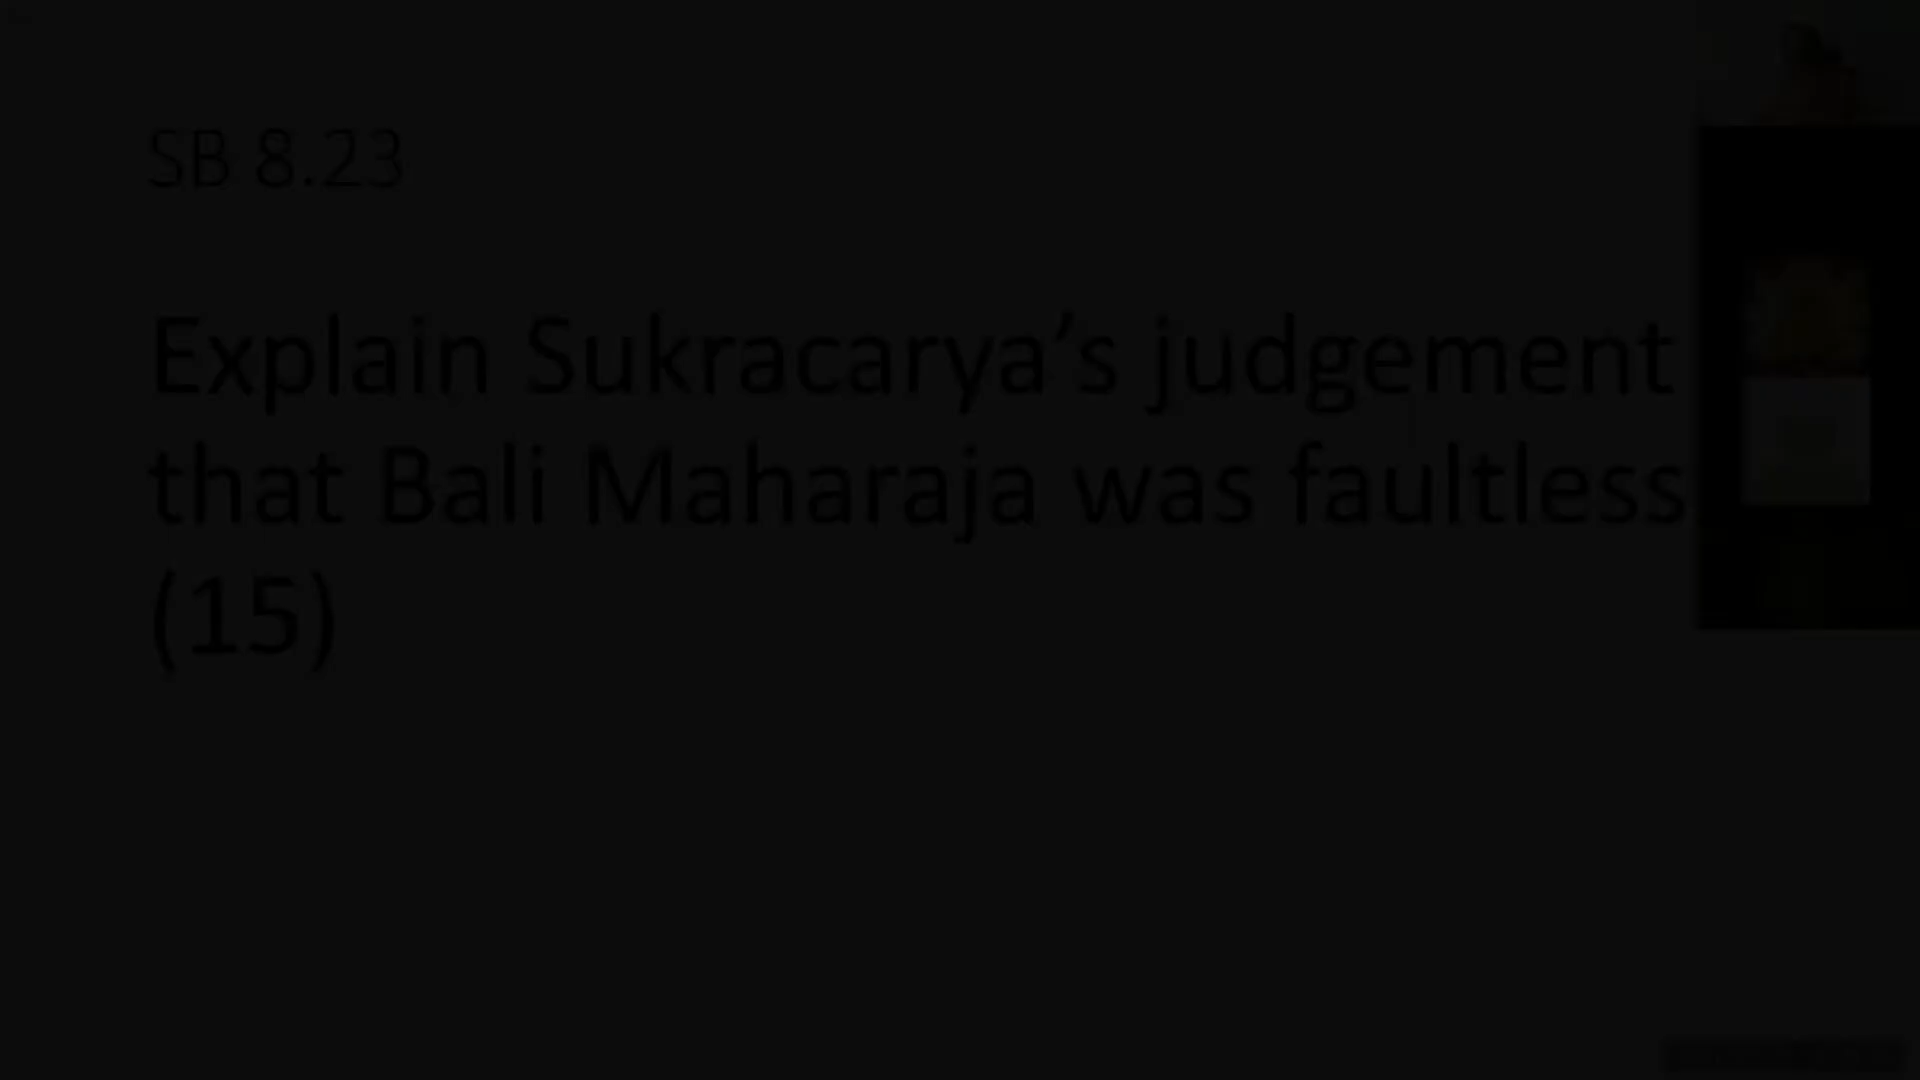 SB 8.23
Explain Sukracarya’s judgement
that Bali Maharaja was faultless
(15)